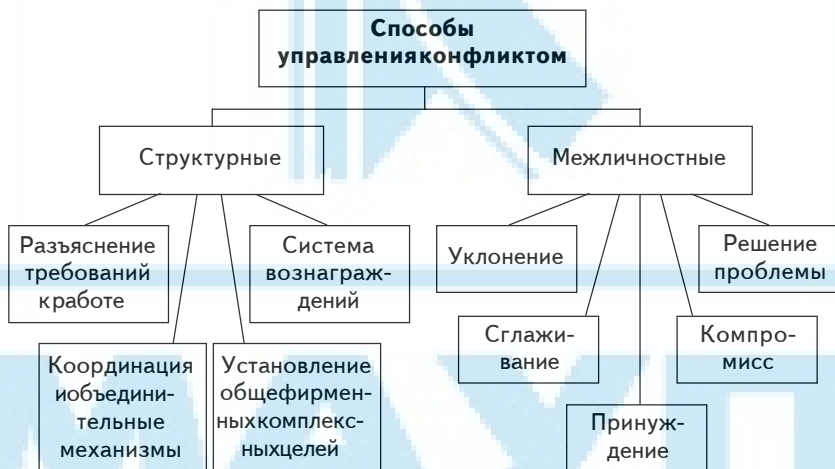 Способы
управленияконфликтом
Структурные
Межличностные
Разъяснение
требований
кработе
Система
вознаграж-
дений
Уклонение
Решение
проблемы
Координация
иобъедини-
тельные
механизмы
Установление
общефирмен-
ныхкомплекс-
ныхцелей
Сглажи-
вание
Компро-
мисс
Принуж-
дение